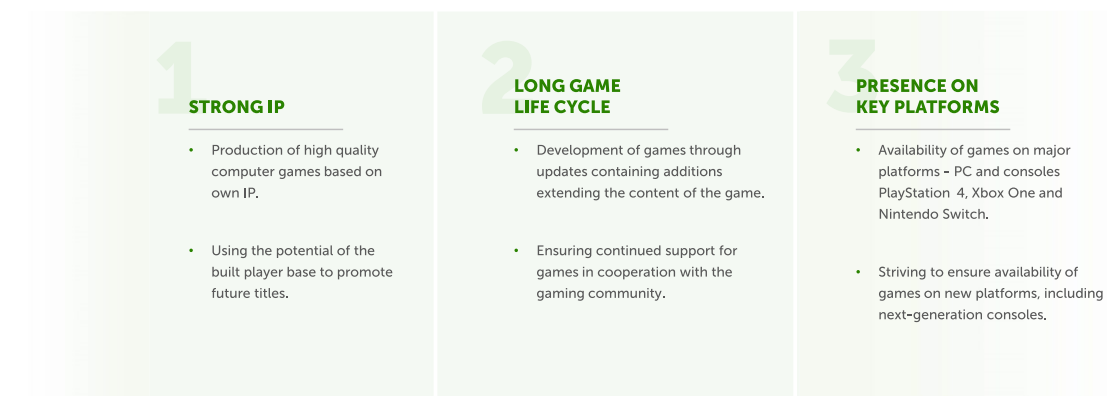 1
STRONG IP
• Production of high quality
computer games based on
own IP.
• Using the potential of the
built player base to promote
future titles.
2
LONG GAME
LIFE CYCLE
• Development of games through
updates containing additions
extending the content of the game.
• Ensuring continued support for
games in cooperation with the
gaming community.
3
PRESENCE ON
KEY PLATFORMS
• Availability of games on major
platforms - PC and consoles
PlayStation 4, Xbox One and
Nintendo Switch.
• Striving to ensure availability of
games on new platforms, including
next-generation consoles.